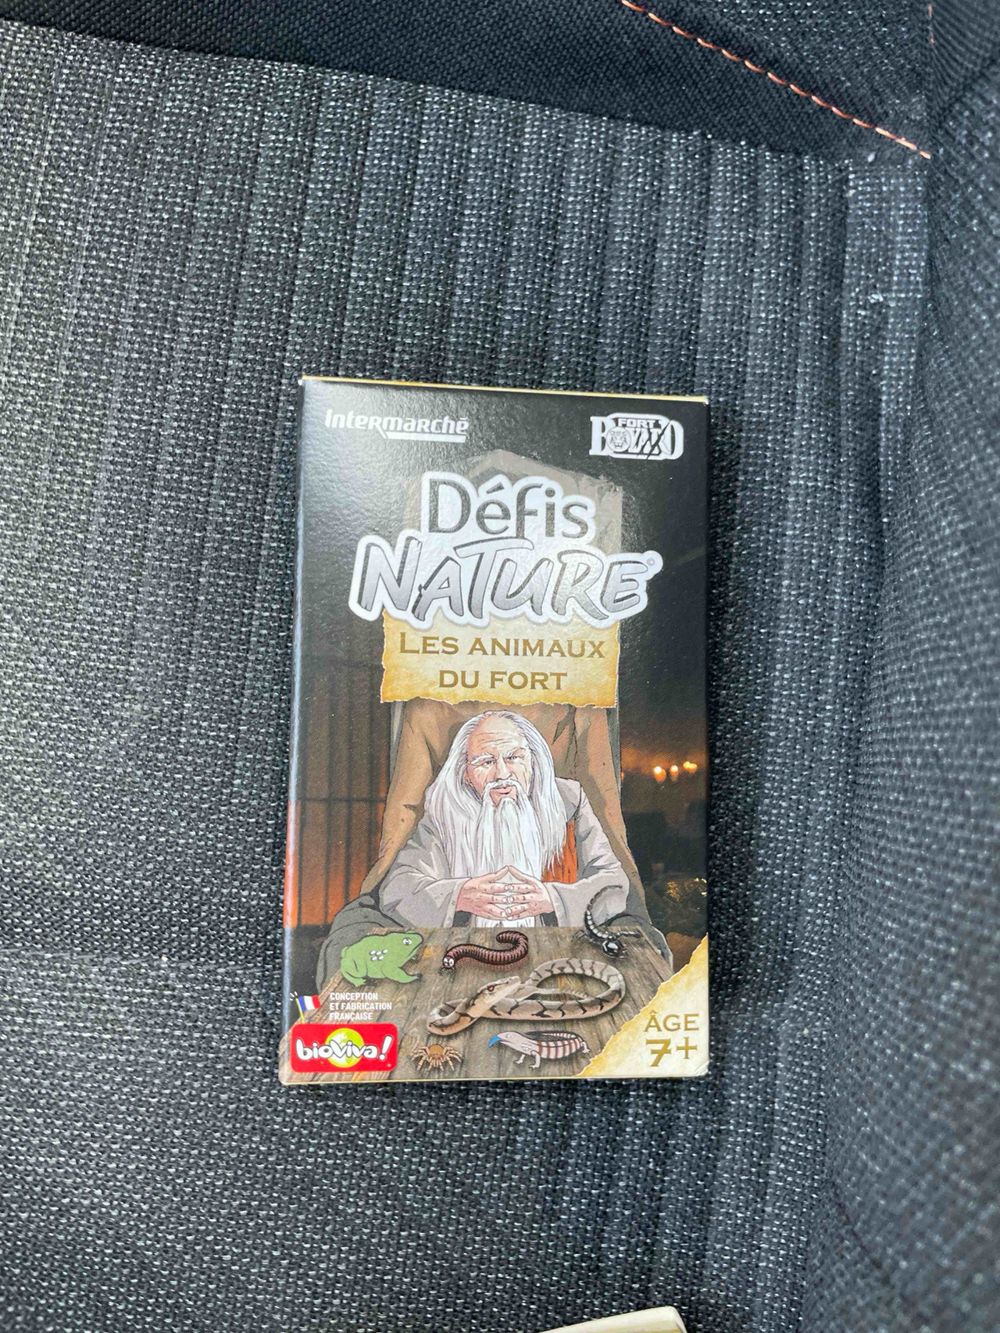 Intermarché
FORT
BOYARD
Défis
NATURE®
LES ANIMAUX
DU FORT
CONCEPTION
ET FABRICATION
FRANÇAISE
bioviva!
ÂGE
7+